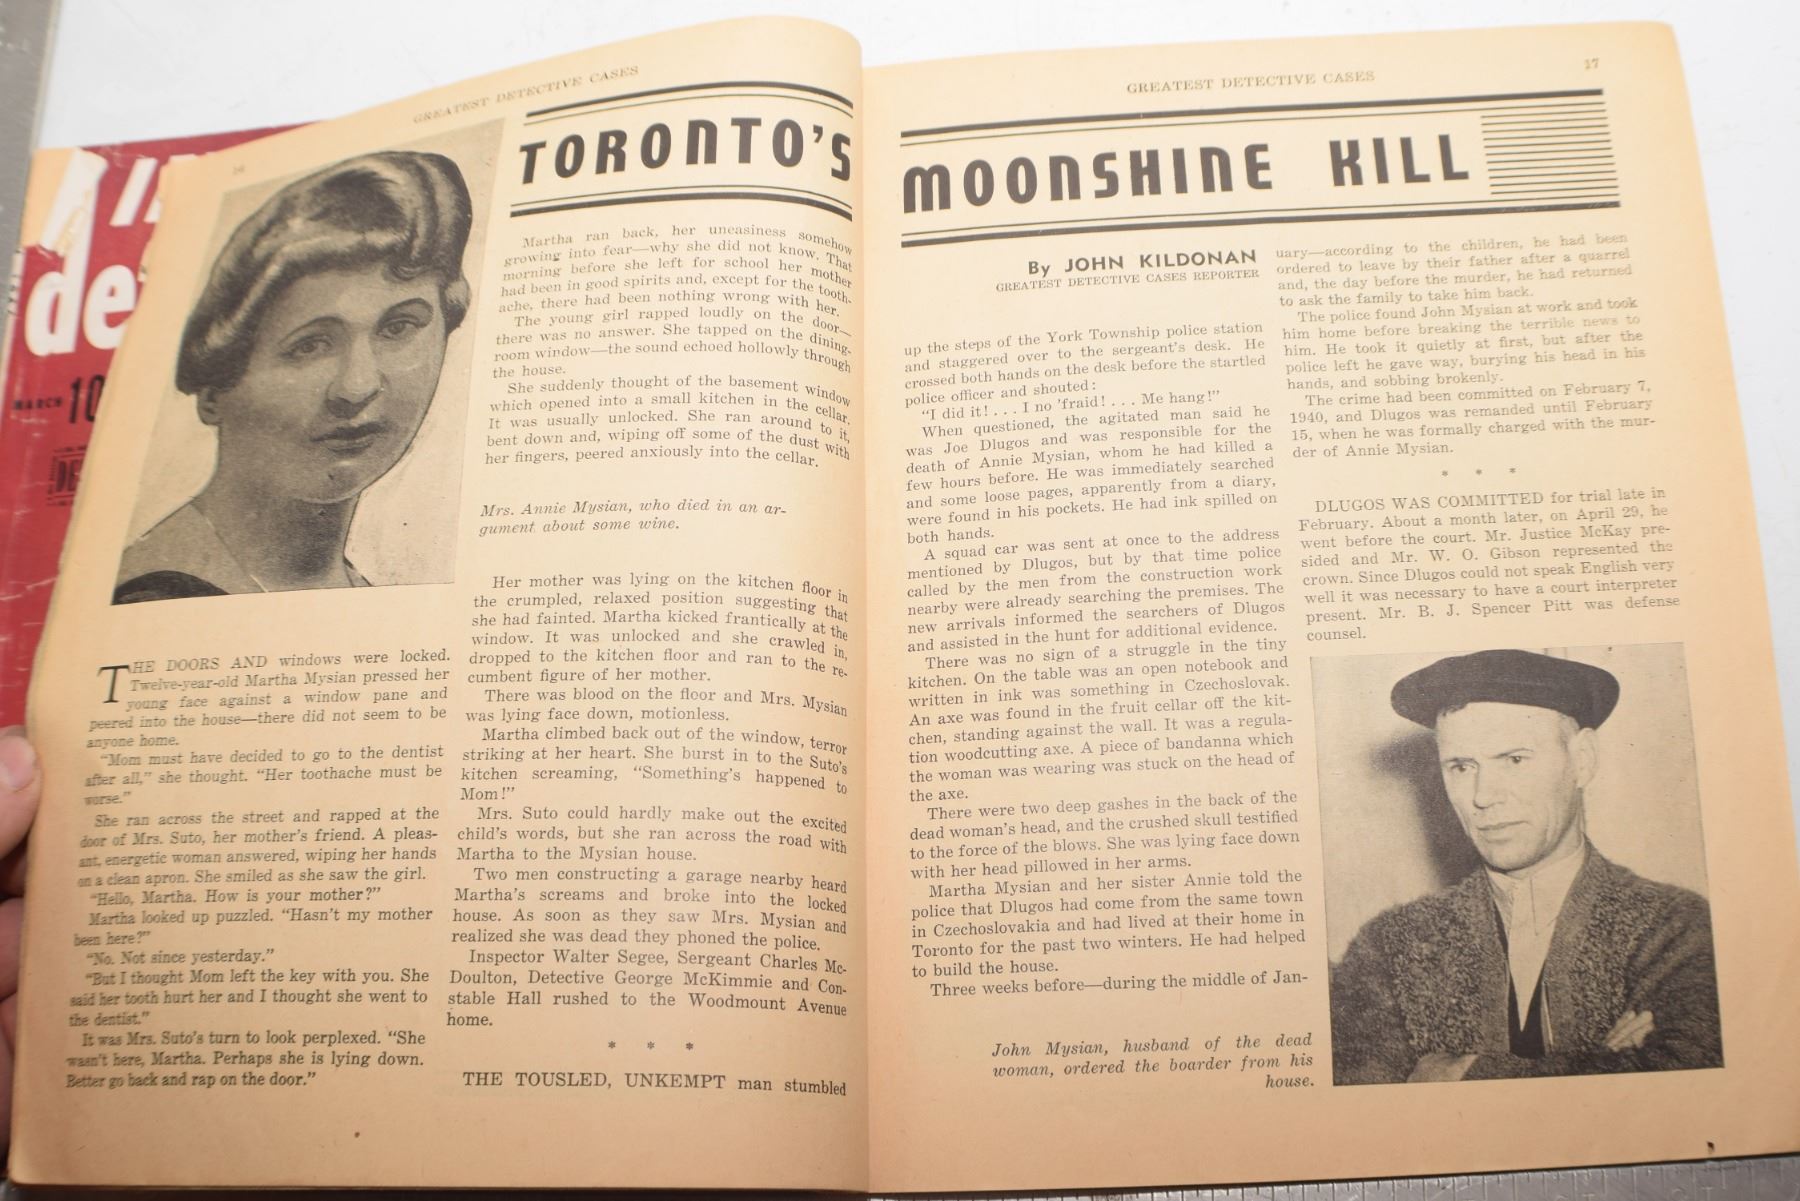 GREATEST DETECTIVE CASES
16
TORONTO'S
THE DOORS AND windows were locked.
Twelve-year-old Martha Mysian pressed her
young face against a window pane and
peered into the house—there did not seem to be
anyone home.
"Mom must have decided to go to the dentist
after all," she thought. "Her toothache must be
worse."
She ran across the street and rapped at the
door of Mrs. Suto, her mother's friend. A pleas-
ant, energetic woman answered, wiping her hands
on a clean apron. She smiled as she saw the girl.
"Hello, Martha. How is your mother?"
Martha looked up puzzled. "Hasn't my mother
been here?"
"No. Not since yesterday."
"But I thought Mom left the key with you. She
said her tooth hurt her and I thought she went to
the dentist."
It was Mrs. Suto's turn to look perplexed. "She
wasn't here, Martha. Perhaps she is lying down.
Better go back and rap on the door."
Martha ran back, her uneasiness somehow
growing into fear—why she did not know. That
morning before she left for school her mother
had been in good spirits and, except for the tooth-
ache, there had been nothing wrong with her.
The young girl rapped loudly on the door—
there was no answer. She tapped on the dining-
room window—the sound echoed hollowly through
the house.
She suddenly thought of the basement window
which opened into a small kitchen in the cellar.
It was usually unlocked. She ran around to it,
bent down and, wiping off some of the dust with
her fingers, peered anxiously into the cellar.
Mrs. Annie Mysian, who died in an ar-
gument about some wine.
Her mother was lying on the kitchen floor in
the crumpled, relaxed position suggesting that
she had fainted. Martha kicked frantically at the
window. It was unlocked and she crawled in,
dropped to the kitchen floor and ran to the re-
cumbent figure of her mother.
There was blood on the floor and Mrs. Mysian
was lying face down, motionless.
Martha climbed back out of the window, terror
striking at her heart. She burst in to the Suto's
kitchen screaming, "Something's happened to
Mom!"
Mrs. Suto could hardly make out the excited
child's words, but she ran across the road with
Martha to the Mysian house.
Two men constructing a garage nearby heard
Martha's screams and broke into the locked
house. As soon as they saw Mrs. Mysian and
realized she was dead they phoned the police.
Inspector Walter Segee, Sergeant Charles Mc-
Doulton, Detective George McKimmie and Con-
stable Hall rushed to the Woodmount Avenue
home.
* * *
THE TOUSLED, UNKEMPT man stumbled
GREATEST DETECTIVE CASES
17
MOONSHINE KILL
By JOHN KILDONAN
GREATEST DETECTIVE CASES REPORTER
up the steps of the York Township police station
and staggered over to the sergeant's desk. He
crossed both hands on the desk before the startled
police officer and shouted:
"I did it! . . . I no 'fraid! . . . Me hang!"
When questioned, the agitated man said he
was Joe Dlugos and was responsible for the
death of Annie Mysian, whom he had killed a
few hours before. He was immediately searched
and some loose pages, apparently from a diary,
were found in his pockets. He had ink spilled on
both hands.
A squad car was sent at once to the address
mentioned by Dlugos, but by that time police
called by the men from the construction work
nearby were already searching the premises. The
new arrivals informed the searchers of Dlugos
and assisted in the hunt for additional evidence.
There was no sign of a struggle in the tiny
kitchen. On the table was an open notebook and
written in ink was something in Czechoslovak.
An axe was found in the fruit cellar off the kit-
chen, standing against the wall. It was a regula-
tion woodcutting axe. A piece of bandanna which
the woman was wearing was stuck on the head of
the axe.
There were two deep gashes in the back of the
dead woman's head, and the crushed skull testified
to the force of the blows. She was lying face down
with her head pillowed in her arms.
Martha Mysian and her sister Annie told the
police that Dlugos had come from the same town
in Czechoslovakia and had lived at their home in
Toronto for the past two winters. He had helped
to build the house.
Three weeks before—during the middle of Jan-
John Mysian, husband of the dead
woman, ordered the boarder from his
house.
uary—according to the children, he had been
ordered to leave by their father after a quarrel
and, the day before the murder, he had returned
to ask the family to take him back.
The police found John Mysian at work and took
him home before breaking the terrible news to
him. He took it quietly at first, but after the
police left he gave way, burying his head in his
hands, and sobbing brokenly.
The crime had been committed on February 7,
1940, and Dlugos was remanded until February
15, when he was formally charged with the mur-
der of Annie Mysian.
* * *
DLUGOS WAS COMMITTED for trial late in
February. About a month later, on April 29, he
went before the court. Mr. Justice McKay pre-
sided and Mr. W. O. Gibson represented the
crown. Since Dlugos could not speak English very
well it was necessary to have a court interpreter
present. Mr. B. J. Spencer Pitt was defense
counsel.
de
MARCH 10